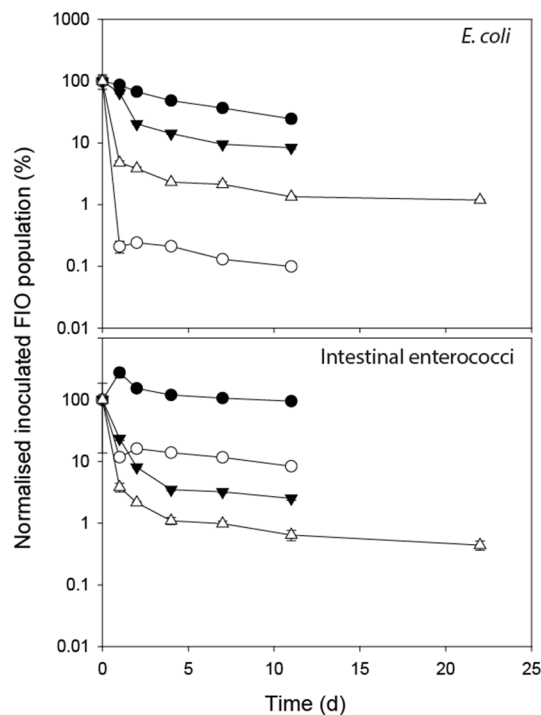 1000
E. coli
100
10
1
0.1
0.01
Normalised inoculated FIO population (%)
Intestinal enterococci
100
10
1
0.1
0.01
0 5 10 15 20 25
Time (d)